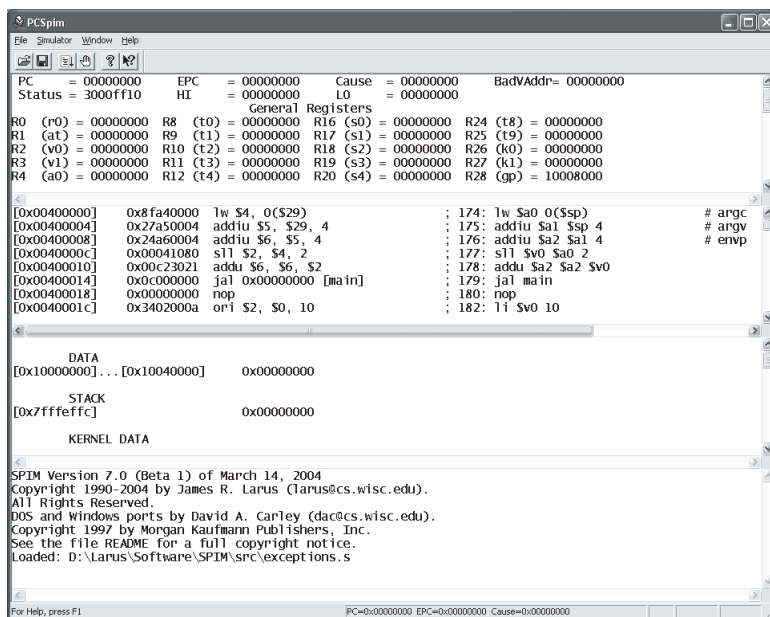 PCSpim
File Simulator Window Help
PC = 00000000 EPC = 00000000 Cause = 00000000 BadVAddr= 00000000
Status = 3000ff10 HI = 00000000 LO = 00000000
General Registers
R0 (r0) = 00000000 R8 (t0) = 00000000 R16 (s0) = 00000000 R24 (t8) = 00000000
R1 (at) = 00000000 R9 (t1) = 00000000 R17 (s1) = 00000000 R25 (t9) = 00000000
R2 (v0) = 00000000 R10 (t2) = 00000000 R18 (s2) = 00000000 R26 (k0) = 00000000
R3 (v1) = 00000000 R11 (t3) = 00000000 R19 (s3) = 00000000 R27 (k1) = 00000000
R4 (a0) = 00000000 R12 (t4) = 00000000 R20 (s4) = 00000000 R28 (gp) = 10008000
[0x00400000] 0x8fa40000 lw $4, 0($29) ; 174: lw $a0 0($sp) # argc
[0x00400004] 0x27a50004 addiu $5, $29, 4 ; 175: addiu $a1 $sp 4 # argv
[0x00400008] 0x24a60004 addiu $6, $5, 4 ; 176: addiu $a2 $a1 4 # envp
[0x0040000c] 0x00041080 sll $2, $4, 2 ; 177: sll $v0 $a0 2
[0x00400010] 0x00c23021 addu $6, $6, $2 ; 178: addu $a2 $a2 $v0
[0x00400014] 0x0c000000 jal 0x00000000 [main] ; 179: jal main
[0x00400018] 0x00000000 nop ; 180: nop
[0x0040001c] 0x3402000a ori $2, $0, 10 ; 182: li $v0 10
DATA
[0x10000000]...[0x10040000] 0x00000000
STACK
[0x7fffeffc] 0x00000000
KERNEL DATA
SPIM Version 7.0 (Beta 1) of March 14, 2004
Copyright 1990-2004 by James R. Larus (larus@cs.wisc.edu).
All Rights Reserved.
DOS and Windows ports by David A. Carley (dac@cs.wisc.edu).
Copyright 1997 by Morgan Kaufmann Publishers, Inc.
See the file README for a full copyright notice.
Loaded: D:\Larus\Software\SPIM\src\exceptions.s
For Help, press F1 PC=0x00000000 EPC=0x00000000 Cause=0x00000000